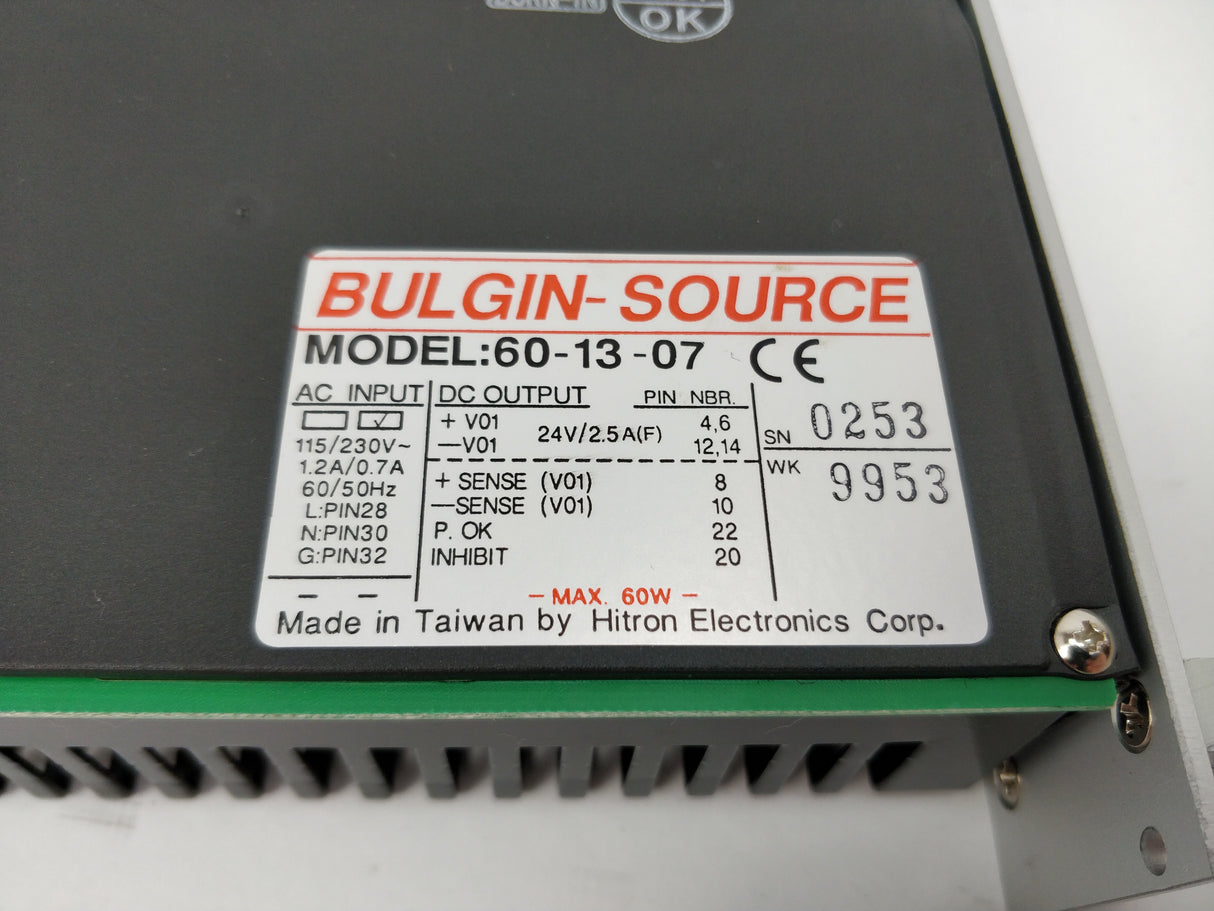 OK
BULGIN-SOURCE
MODEL:60-13-07 CE
AC INPUT
115/230V~
1.2A/0.7A
60/50Hz
L:PIN28
N:PIN30
G:PIN32
DC OUTPUT PIN NBR.
+ V01 24V/2.5A(F) 4,6
—V01 12,14
+ SENSE (V01) 8
—SENSE (V01) 10
P. OK 22
INHIBIT 20
SN 0253
WK 9953
– MAX. 60W –
Made in Taiwan by Hitron Electronics Corp.